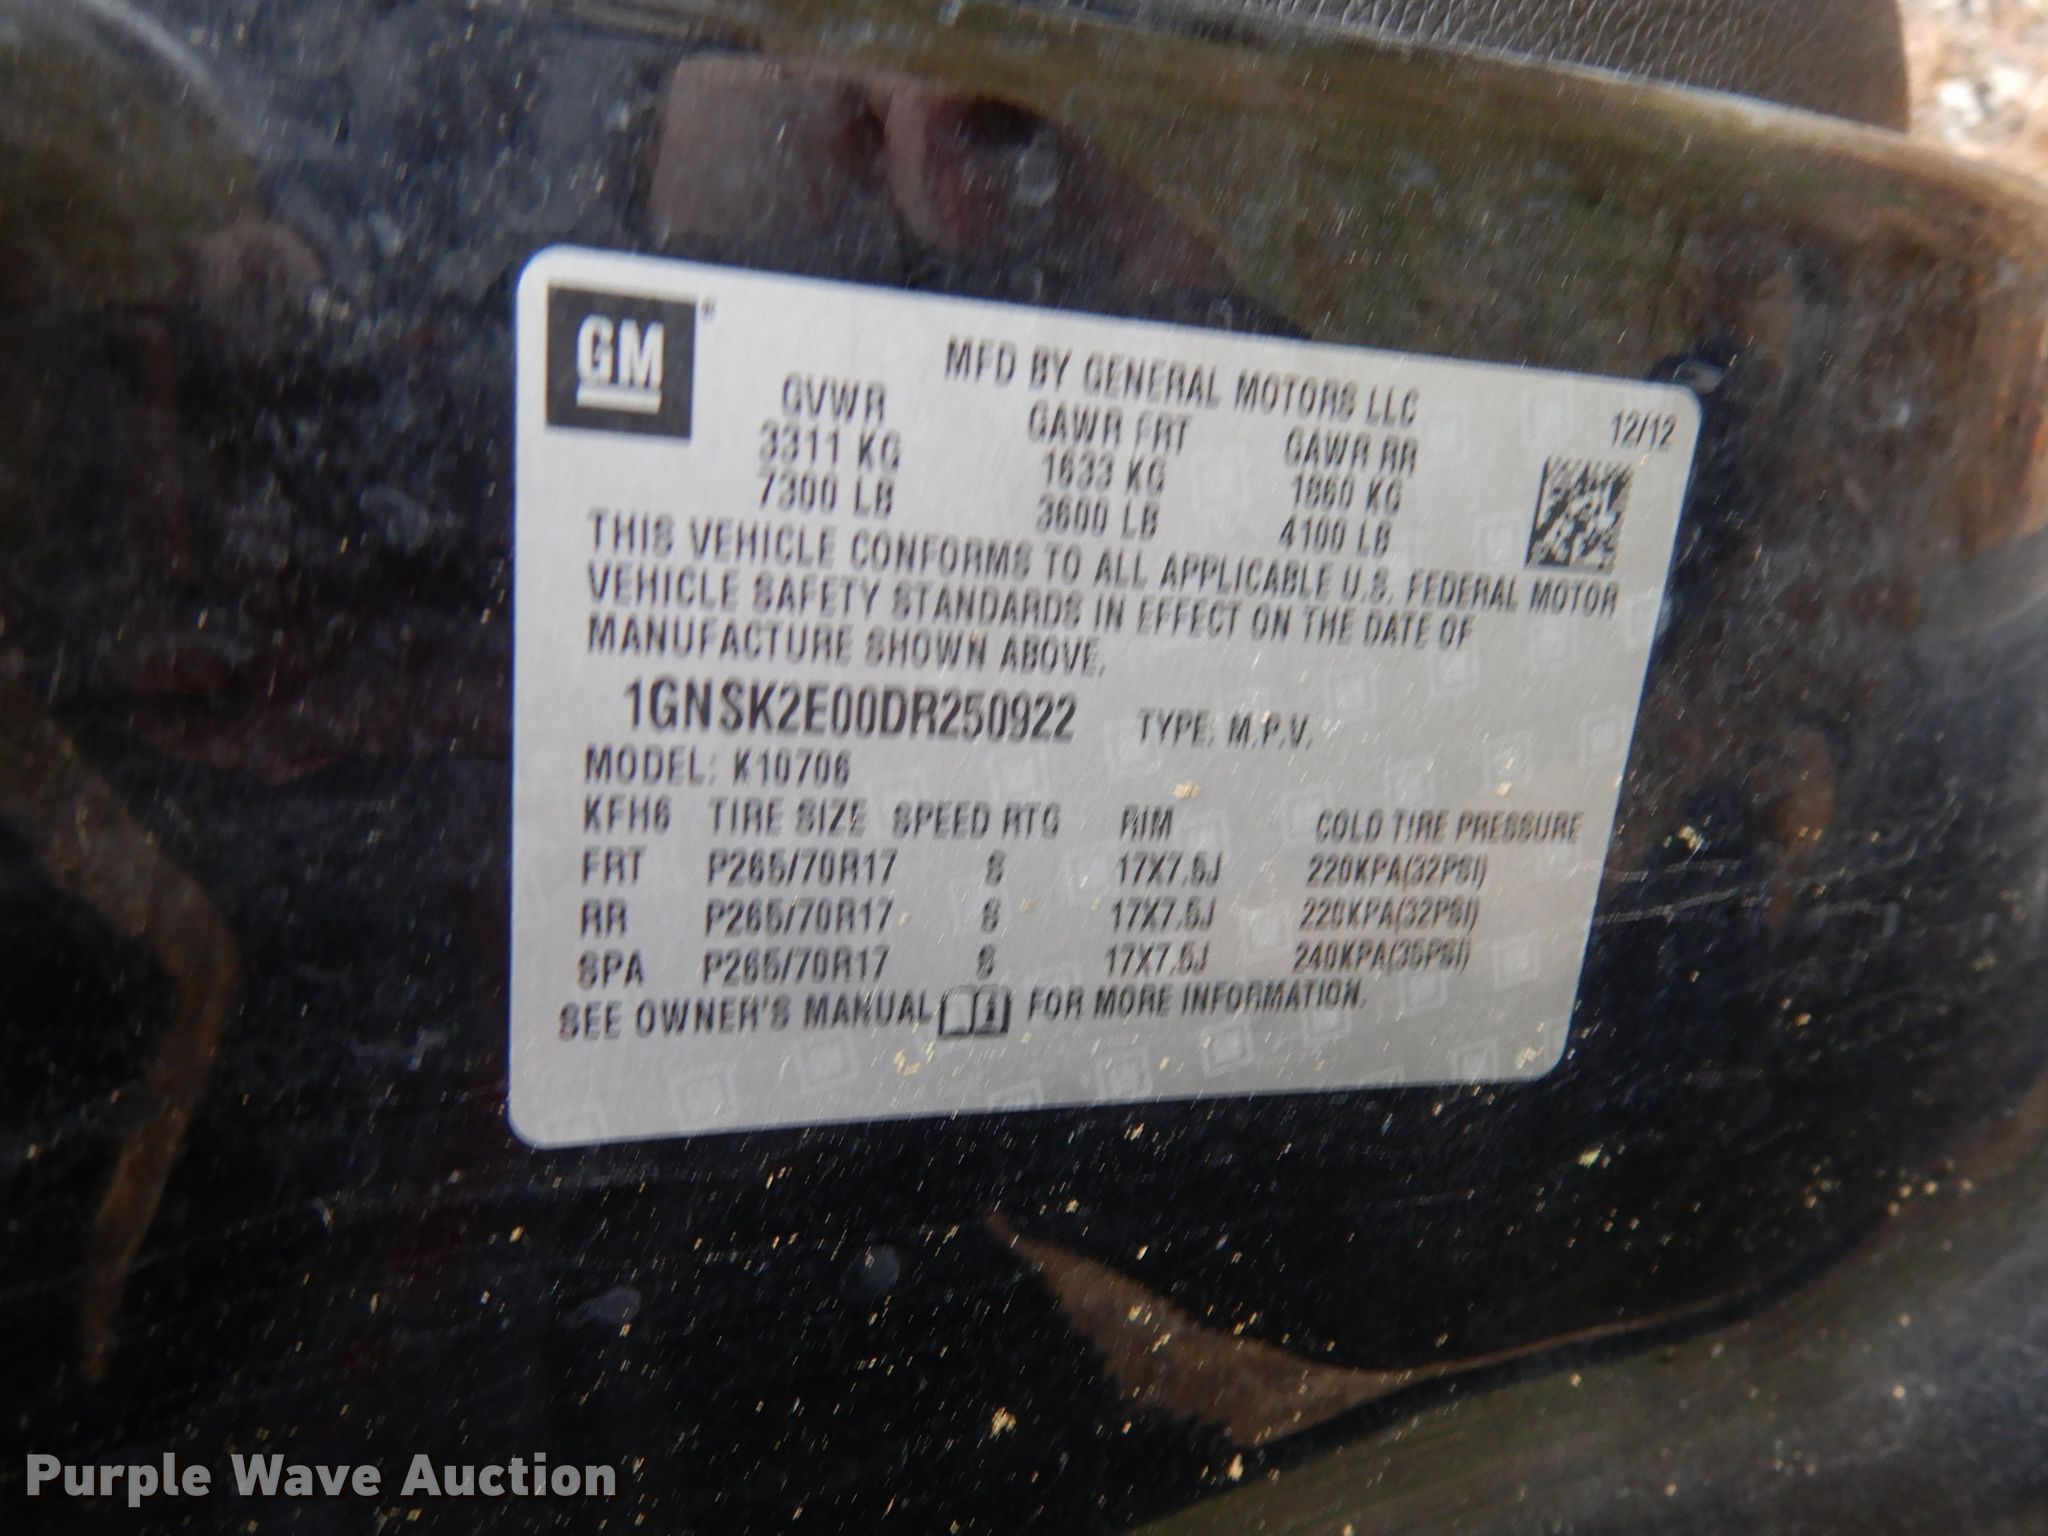 GM®
MFD BY GENERAL MOTORS LLC
12/12
GVWR GAWR FRT GAWR RR
3311 KG 1633 KG 1860 KG
7300 LB 3600 LB 4100 LB
THIS VEHICLE CONFORMS TO ALL APPLICABLE U.S. FEDERAL MOTOR
VEHICLE SAFETY STANDARDS IN EFFECT ON THE DATE OF
MANUFACTURE SHOWN ABOVE.
1GNSK2E00DR250922 TYPE: M.P.V.
MODEL: K10706
KFH6 TIRE SIZE SPEED RTG RIM COLD TIRE PRESSURE
FRT P265/70R17 S 17X7.5J 220KPA(32PSI)
RR P265/70R17 S 17X7.5J 220KPA(32PSI)
SPA P265/70R17 S 17X7.5J 240KPA(35PSI)
SEE OWNER'S MANUAL FOR MORE INFORMATION.
Purple Wave Auction